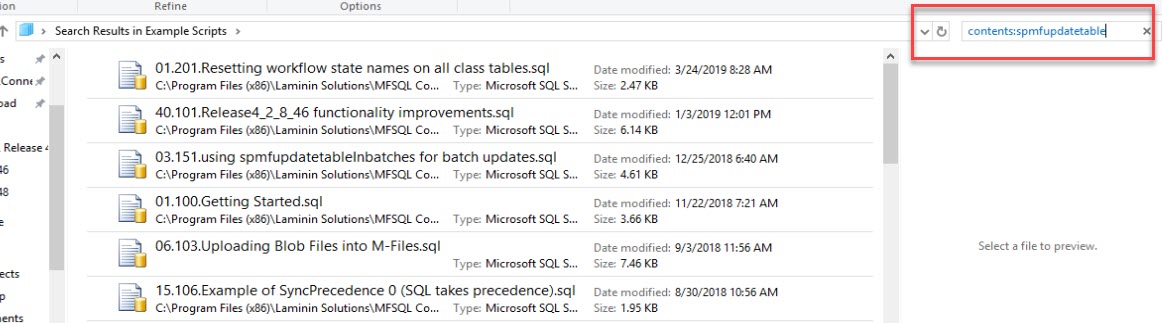 Refine Options
Search Results in Example Scripts
contents:spmfupdatetable
_Conne
oad
Release 4
46
48
e
ects
p
ments
01.201.Resetting workflow state names on all class tables.sql
C:\Program Files (x86)\Laminin Solutions\MFSQL Co... Type: Microsoft SQL S...
Date modified: 3/24/2019 8:28 AM
Size: 2.47 KB
40.101.Release4_2_8_46 functionality improvements.sql
C:\Program Files (x86)\Laminin Solutions\MFSQL Co... Type: Microsoft SQL S...
Date modified: 1/3/2019 12:01 PM
Size: 6.14 KB
03.151.using spmfupdatetableInbatches for batch updates.sql
C:\Program Files (x86)\Laminin Solutions\MFSQL Co... Type: Microsoft SQL S...
Date modified: 12/25/2018 6:40 AM
Size: 4.61 KB
01.100.Getting Started.sql
C:\Program Files (x86)\Laminin Solutions\MFSQL Co... Type: Microsoft SQL S...
Date modified: 11/22/2018 7:21 AM
Size: 3.66 KB
06.103.Uploading Blob Files into M-Files.sql
Type: Microsoft SQL S...
Date modified: 9/3/2018 11:56 AM
Size: 7.46 KB
15.106.Example of SyncPrecedence 0 (SQL takes precedence).sql
C:\Program Files (x86)\Laminin Solutions\MFSQL Co... Type: Microsoft SQL S...
Date modified: 8/30/2018 10:56 AM
Size: 1.95 KB
Select a file to preview.